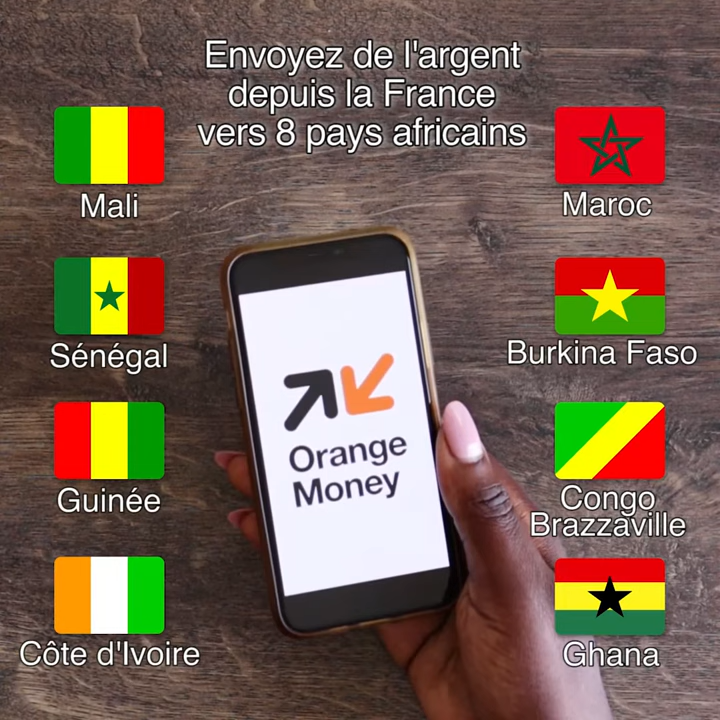 Envoyez de l'argent
depuis la France
vers 8 pays africains
Mali
Maroc
Sénégal
Burkina Faso
Orange
Money
Guinée
Congo
Brazzaville
Côte d'Ivoire
Ghana